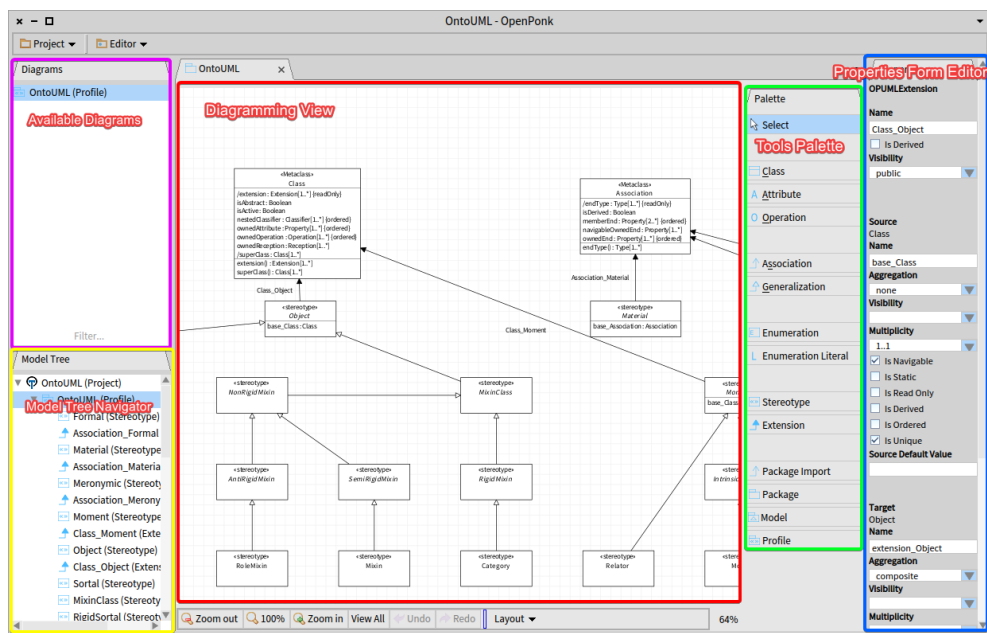 OntoUML - OpenPonk
Project
Editor
Diagrams
OntoUML (Profile)
Available Diagrams
Filter...
Model Tree
OntoUML (Project)
OntoUML (Profile)
Model Tree Navigator
Formal (Stereotype)
Association_Formal
Material (Stereotype
Association_Materia
Meronymic (Stereoty
Association_Merony
Moment (Stereotype
Class_Moment (Exte
Object (Stereotype)
Class_Object (Extens
Sortal (Stereotype)
MixinClass (Stereoty
RigidSortal (Stereoty
OntoUML x
Diagramming View
«Metaclass»
Class
/extension : Extension[1..*] {readOnly}
isAbstract : Boolean
isActive : Boolean
nestedClassifier : Classifier[1..*] {ordered}
ownedAttribute : Property[1..*] {ordered}
ownedOperation : Operation[1..*] {ordered}
ownedReception : Reception[1..*]
/superClass : Class[1..*]
extension() : Extension[1..*]
superClass() : Class[1..*]
«Metaclass»
Association
/endType : Type[1..*] {readOnly}
isDerived : Boolean
memberEnd : Property[2..*] {ordered}
navigableOwnedEnd : Property[1..*]
ownedEnd : Property[1..*] {ordered}
endType() : Type[1..*]
Class_Object
Association_Material
«stereotype»
Object
base_Class : Class
«stereotype»
Material
base_Association : Association
Class_Moment
«stereotype»
NonRigidMixin
«stereotype»
MixinClass
«stereotype»
Mom
base_Class
«stereotype»
AntiRigidMixin
«stereotype»
SemiRigidMixin
«stereotype»
RigidMixin
«stereotype»
Intrinsic
«stereotype»
RoleMixin
«stereotype»
Mixin
«stereotype»
Category
«stereotype»
Relator
«stereotype»
Zoom out
100%
Zoom in
View All
Undo
Redo
Layout
64%
Palette
Select
Tools Palette
Class
Attribute
Operation
Association
Generalization
Enumeration
Enumeration Literal
Stereotype
Extension
Package Import
Package
Model
Profile
Properties Form Editor
OPUMLExtension
Name
Class_Object
Is Derived
Visibility
public
Source
Class
Name
base_Class
Aggregation
none
Visibility
Multiplicity
1..1
Is Navigable
Is Static
Is Read Only
Is Derived
Is Ordered
Is Unique
Source Default Value
Target
Object
Name
extension_Object
Aggregation
composite
Visibility
Multiplicity